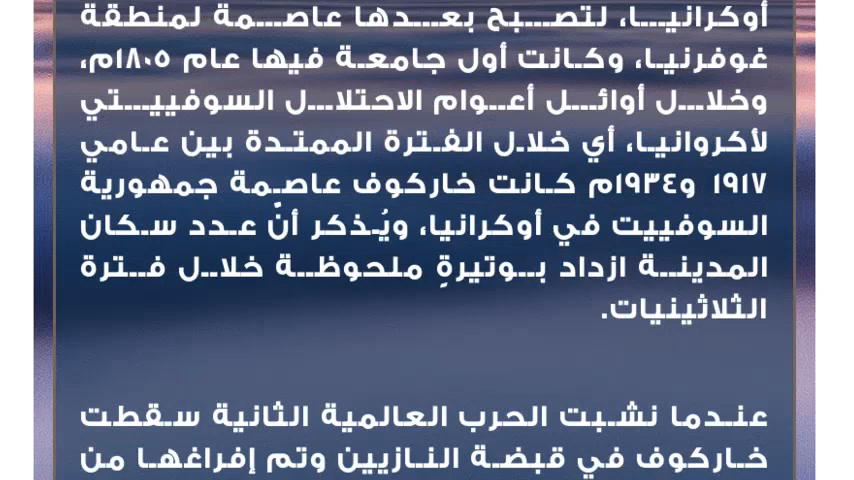 أوكرانيا، لتصبح بعدها عاصمة لمنطقة
غوفرنيا، وكانت أول جامعة فيها عام ١٨٠٥م،
وخلال أوائل أعوام الاحتلال السوفييتي
لأكروانيا، أي خلال الفترة الممتدة بين عامي
١٩١٧ و١٩٣٤م كانت خاركوف عاصمة جمهورية
السوفييت في أوكرانيا، ويُذكر أنّ عدد سكان
المدينة ازداد بوتيرةٍ ملحوظة خلال فترة
الثلاثينيات.
عندما نشبت الحرب العالمية الثانية سقطت
خاركوف في قبضة النازيين وتم إفراغها من